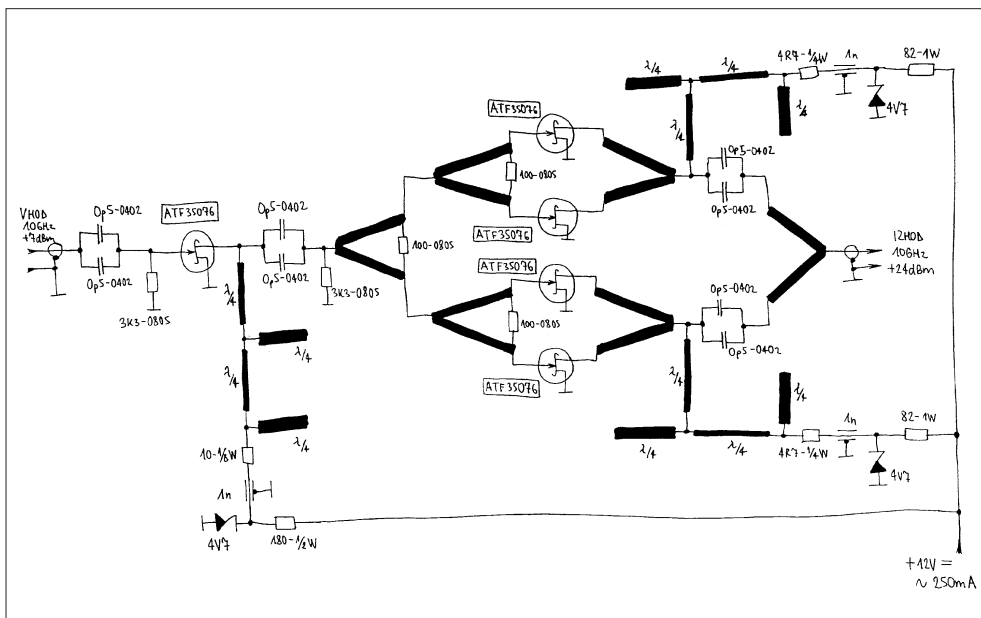 VHOD
10GHz
+7dBm
0p5-0402
0p5-0402
3K3-0805
ATF35076
0p5-0402
0p5-0402
3K3-0805
λ/4
λ/4
λ/4
λ/4
10-1/8W
1n
4V7
180-1/2W
100-0805
ATF35076
100-0805
ATF35076
ATF35076
100-0805
ATF35076
λ/4
λ/4
λ/4
λ/4
4R7-1/4W
1n
82-1W
4V7
0p5-0402
0p5-0402
IZHOD
10GHz
+24dBm
0p5-0402
0p5-0402
λ/4
λ/4
λ/4
λ/4
4R7-1/4W
1n
82-1W
4V7
+12V=
~250mA